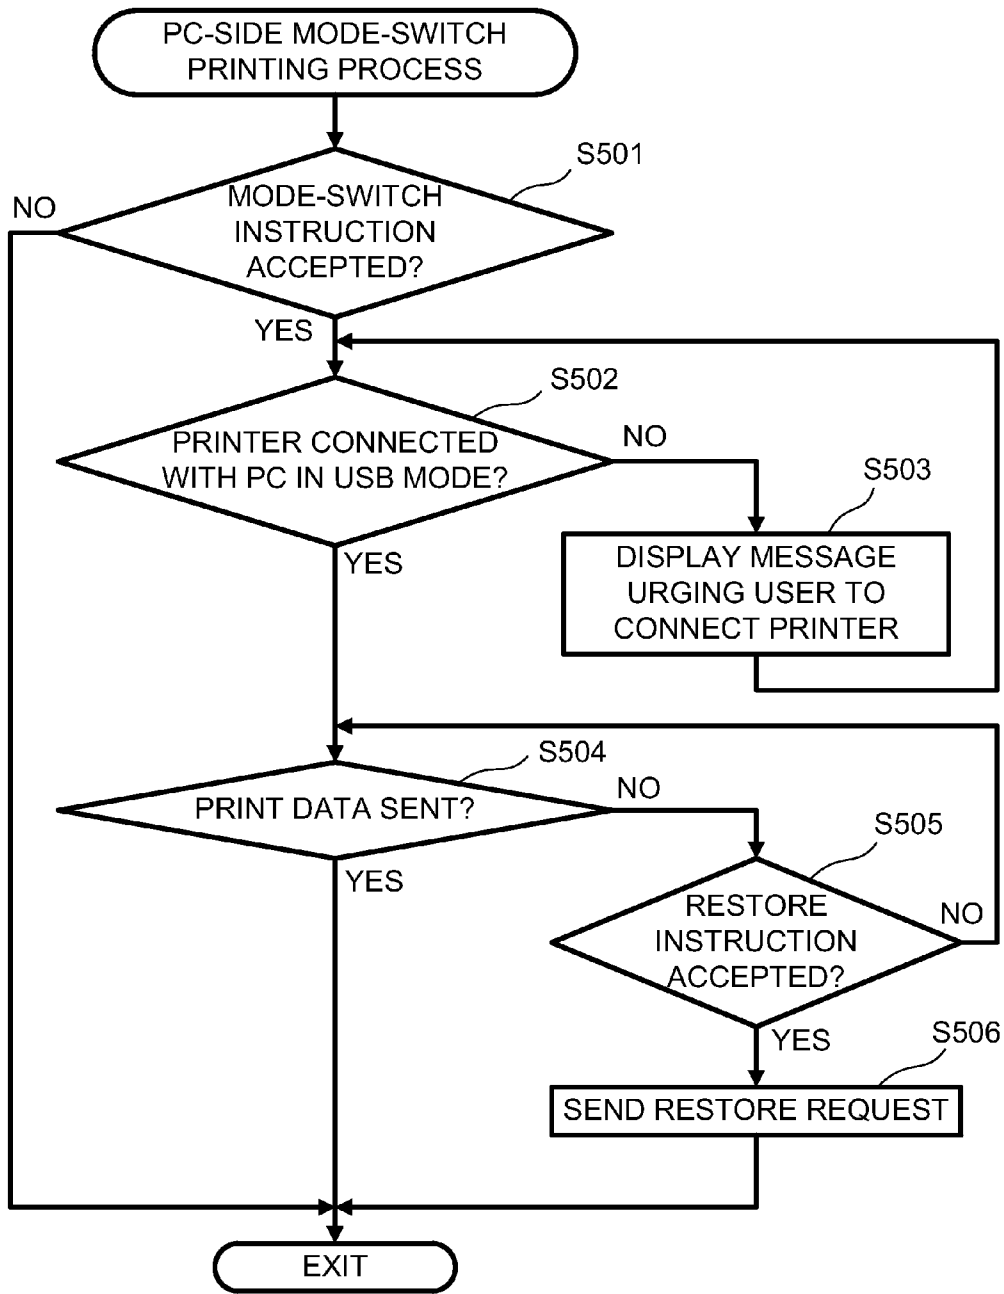 PC-SIDE MODE-SWITCH
PRINTING PROCESS
S501
NO
MODE-SWITCH
INSTRUCTION
ACCEPTED?
YES
S502
PRINTER CONNECTED
WITH PC IN USB MODE?
NO
S503
YES
DISPLAY MESSAGE
URGING USER TO
CONNECT PRINTER
S504
PRINT DATA SENT?
NO
S505
YES
RESTORE
INSTRUCTION
ACCEPTED?
NO
YES
S506
SEND RESTORE REQUEST
EXIT